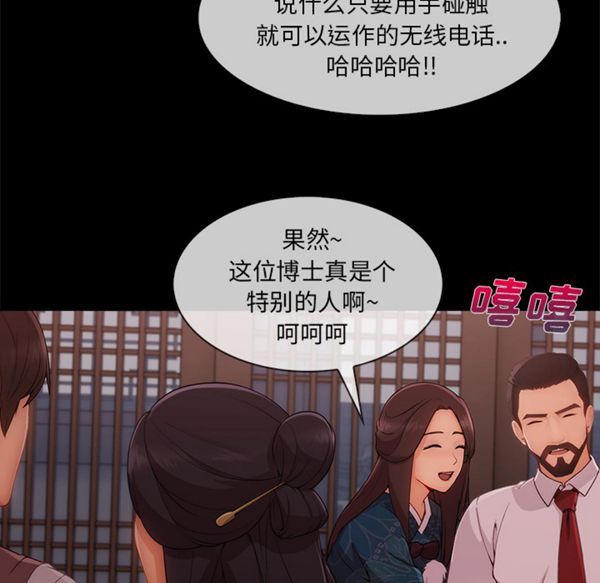 说什么只要用手碰触
就可以运作的无线电话..
哈哈哈哈!!
果然~
这位博士真是个
特别的人啊~
呵呵呵
嘻嘻